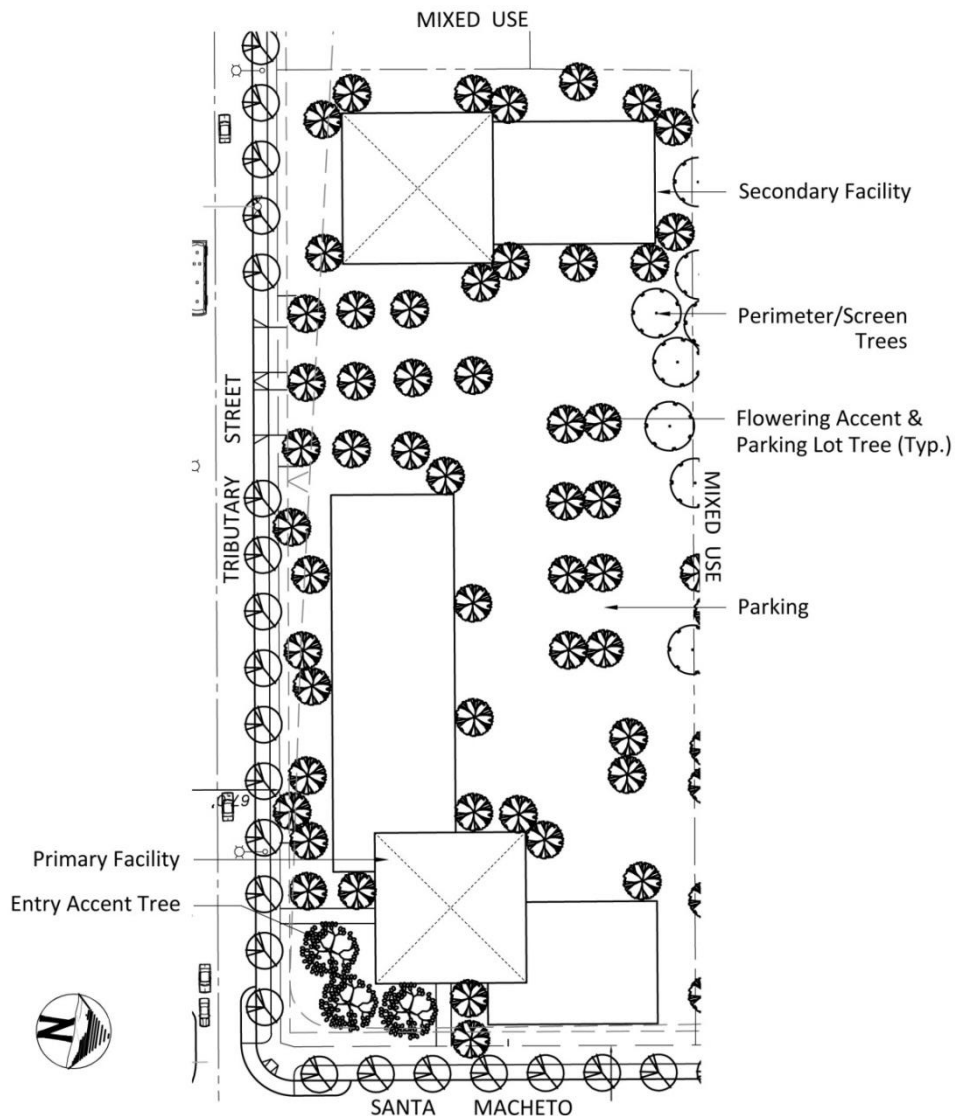 MIXED USE
Secondary Facility
Perimeter/Screen
Trees
Flowering Accent &
Parking Lot Tree (Typ.)
TRIBUTARY STREET
MIXED USE
Parking
Primary Facility
Entry Accent Tree
N
SANTA MACHETO